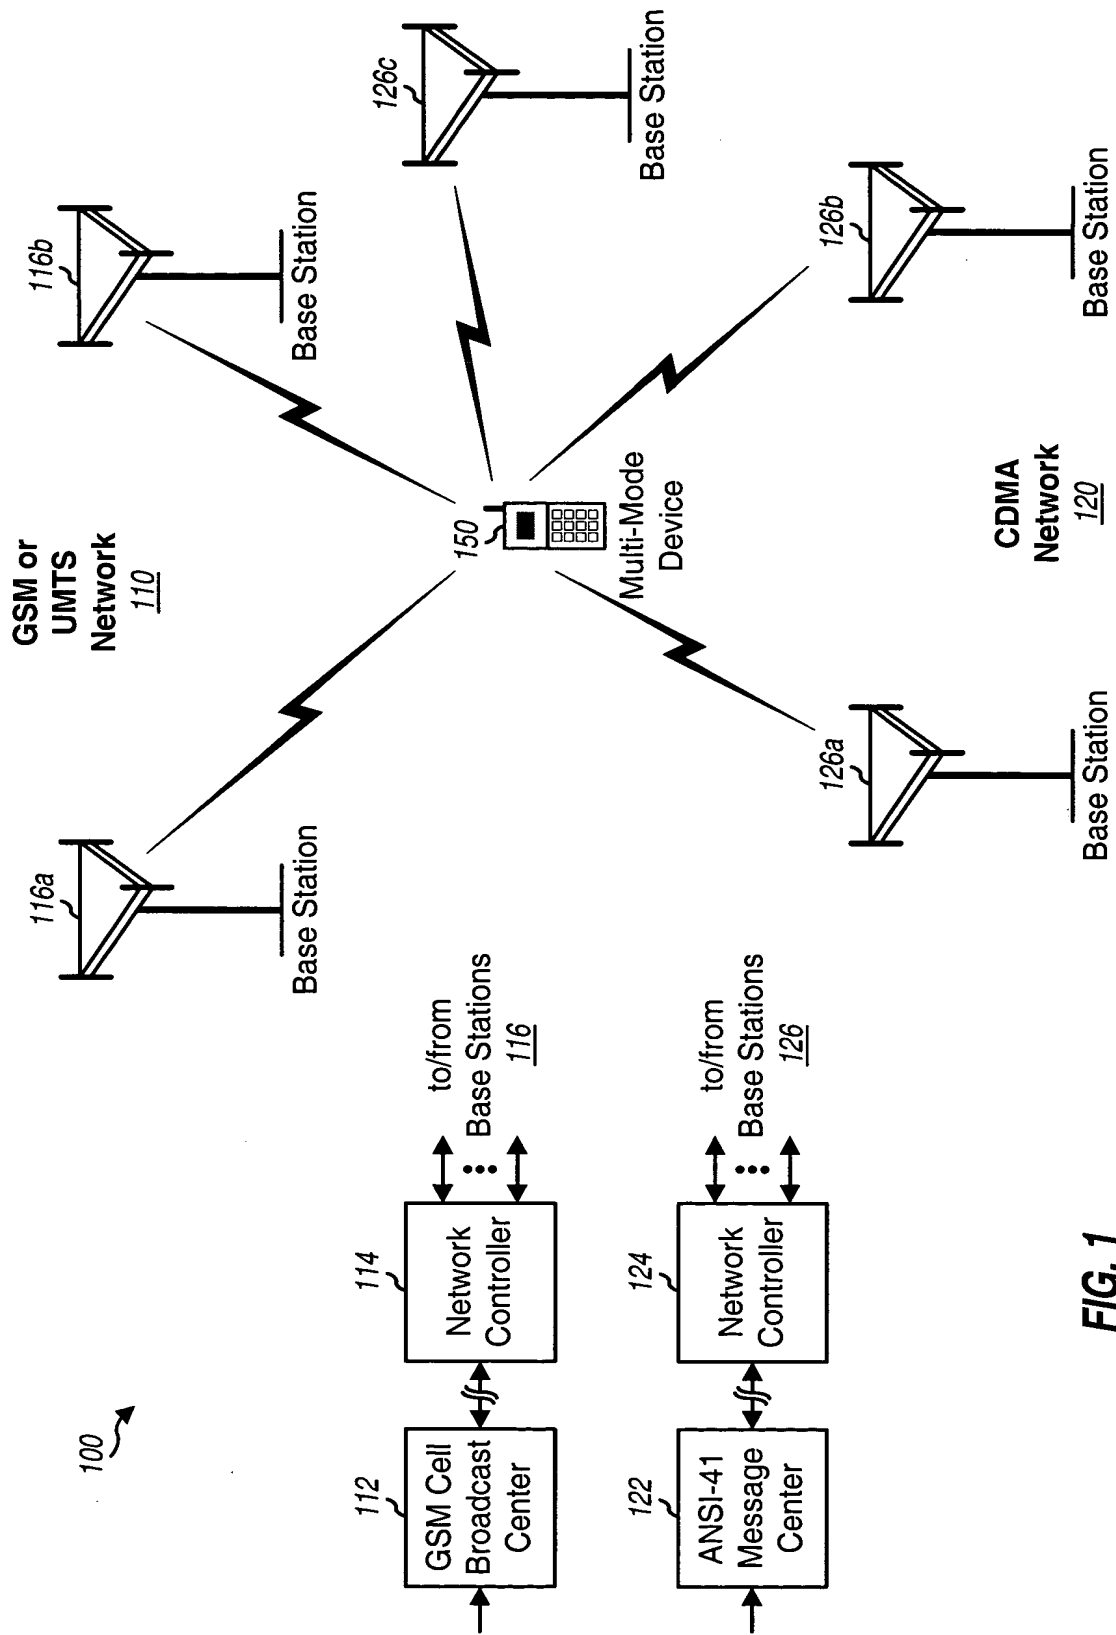 100
GSM or
UMTS
Network
110
116a
Base Station
116b
Base Station
126c
Base Station
150
Multi-Mode
Device
112
GSM Cell
Broadcast
Center
114
Network
Controller
to/from
Base Stations
116
122
ANSI-41
Message
Center
124
Network
Controller
to/from
Base Stations
126
126a
Base Station
126b
Base Station
CDMA
Network
120
FIG. 1